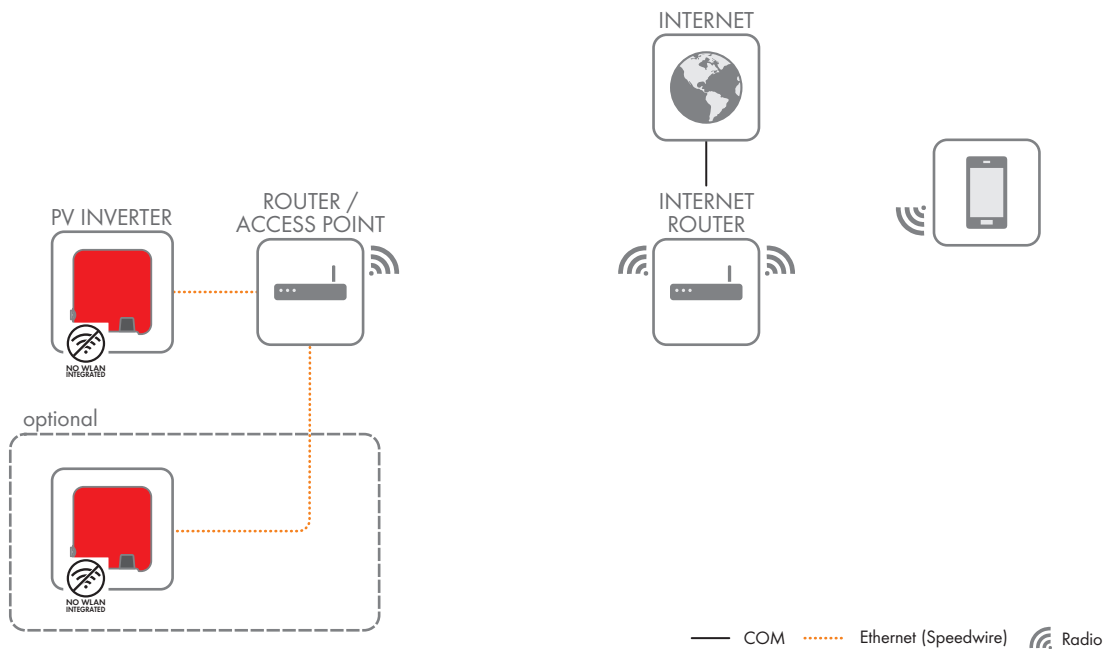 INTERNET
PV INVERTER
ROUTER /
ACCESS POINT
INTERNET
ROUTER
NO WLAN
INTEGRATED
optional
NO WLAN
INTEGRATED
COM
Ethernet (Speedwire)
Radio